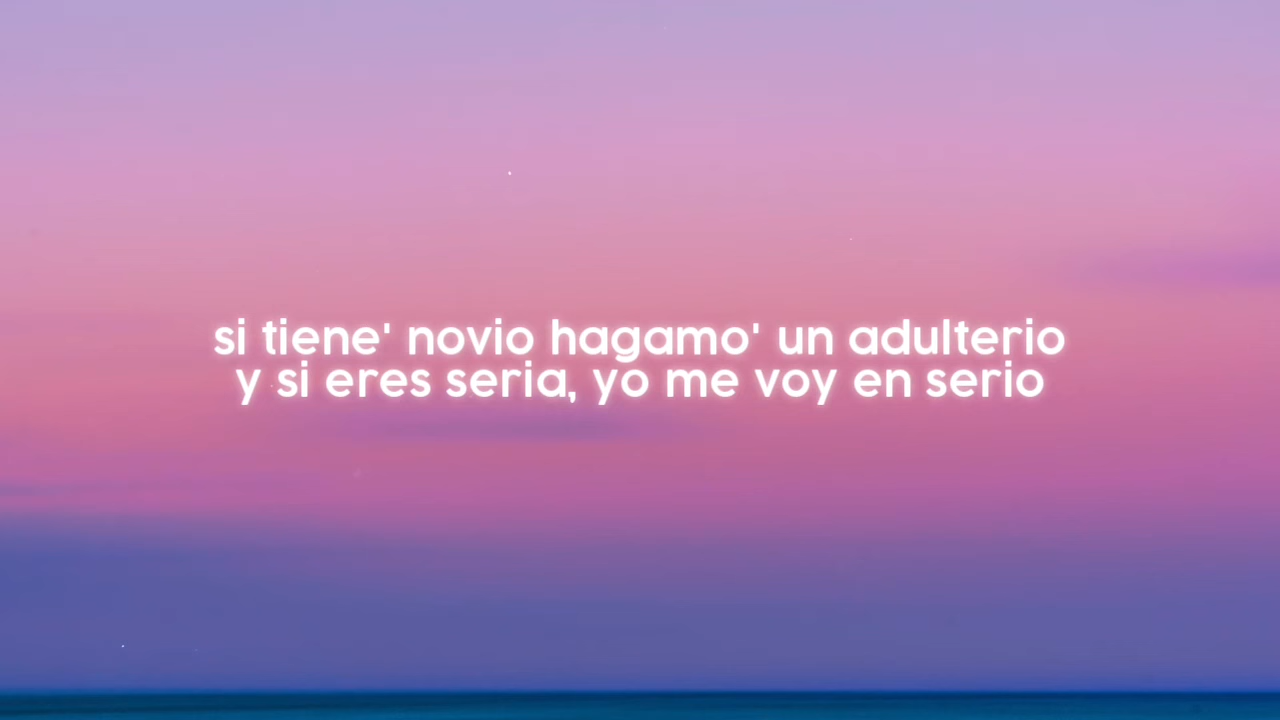 si tiene' novio hagamo' un adulterio
y si eres seria, yo me voy en serio